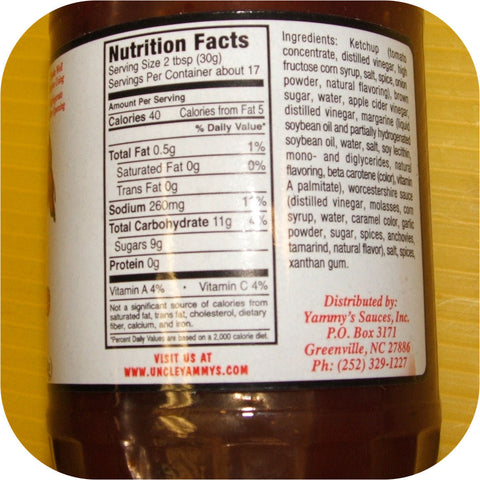 Nutrition Facts
Serving Size 2 tbsp (30g)
Servings Per Container about 17
Amount Per Serving
Calories 40 Calories from Fat 5
% Daily Value*
Total Fat 0.5g 1%
Saturated Fat 0g 0%
Trans Fat 0g
Sodium 260mg
Total Carbohydrate 11g 4%
Sugars 9g
Protein 0g
Vitamin A 4% • Vitamin C 4%
Not a significant source of calories from
saturated fat, trans fat, cholesterol, dietary
fiber, calcium, and iron.
*Percent Daily Values are based on a 2,000 calorie diet.
VISIT US AT
WWW.UNCLEYAMMYS.COM
Ingredients: Ketchup (tomato
concentrate, distilled vinegar, high
fructose corn syrup, salt, spice, onion
powder, natural flavoring), brown
sugar, water, apple cider vinegar,
distilled vinegar, margarine (liquid
soybean oil and partially hydrogenated
soybean oil, water, salt, soy lecithin,
mono- and diglycerides, natural
flavoring, beta carotene (color), vitamin
A palmitate), worcestershire sauce
(distilled vinegar, molasses, corn
syrup, water, caramel color, garlic
powder, sugar, spices, anchovies,
tamarind, natural flavor), salt, spices,
xanthan gum.
Distributed by:
Yammy's Sauces, Inc.
P.O. Box 3171
Greenville, NC 27886
Ph: (252) 329-1227